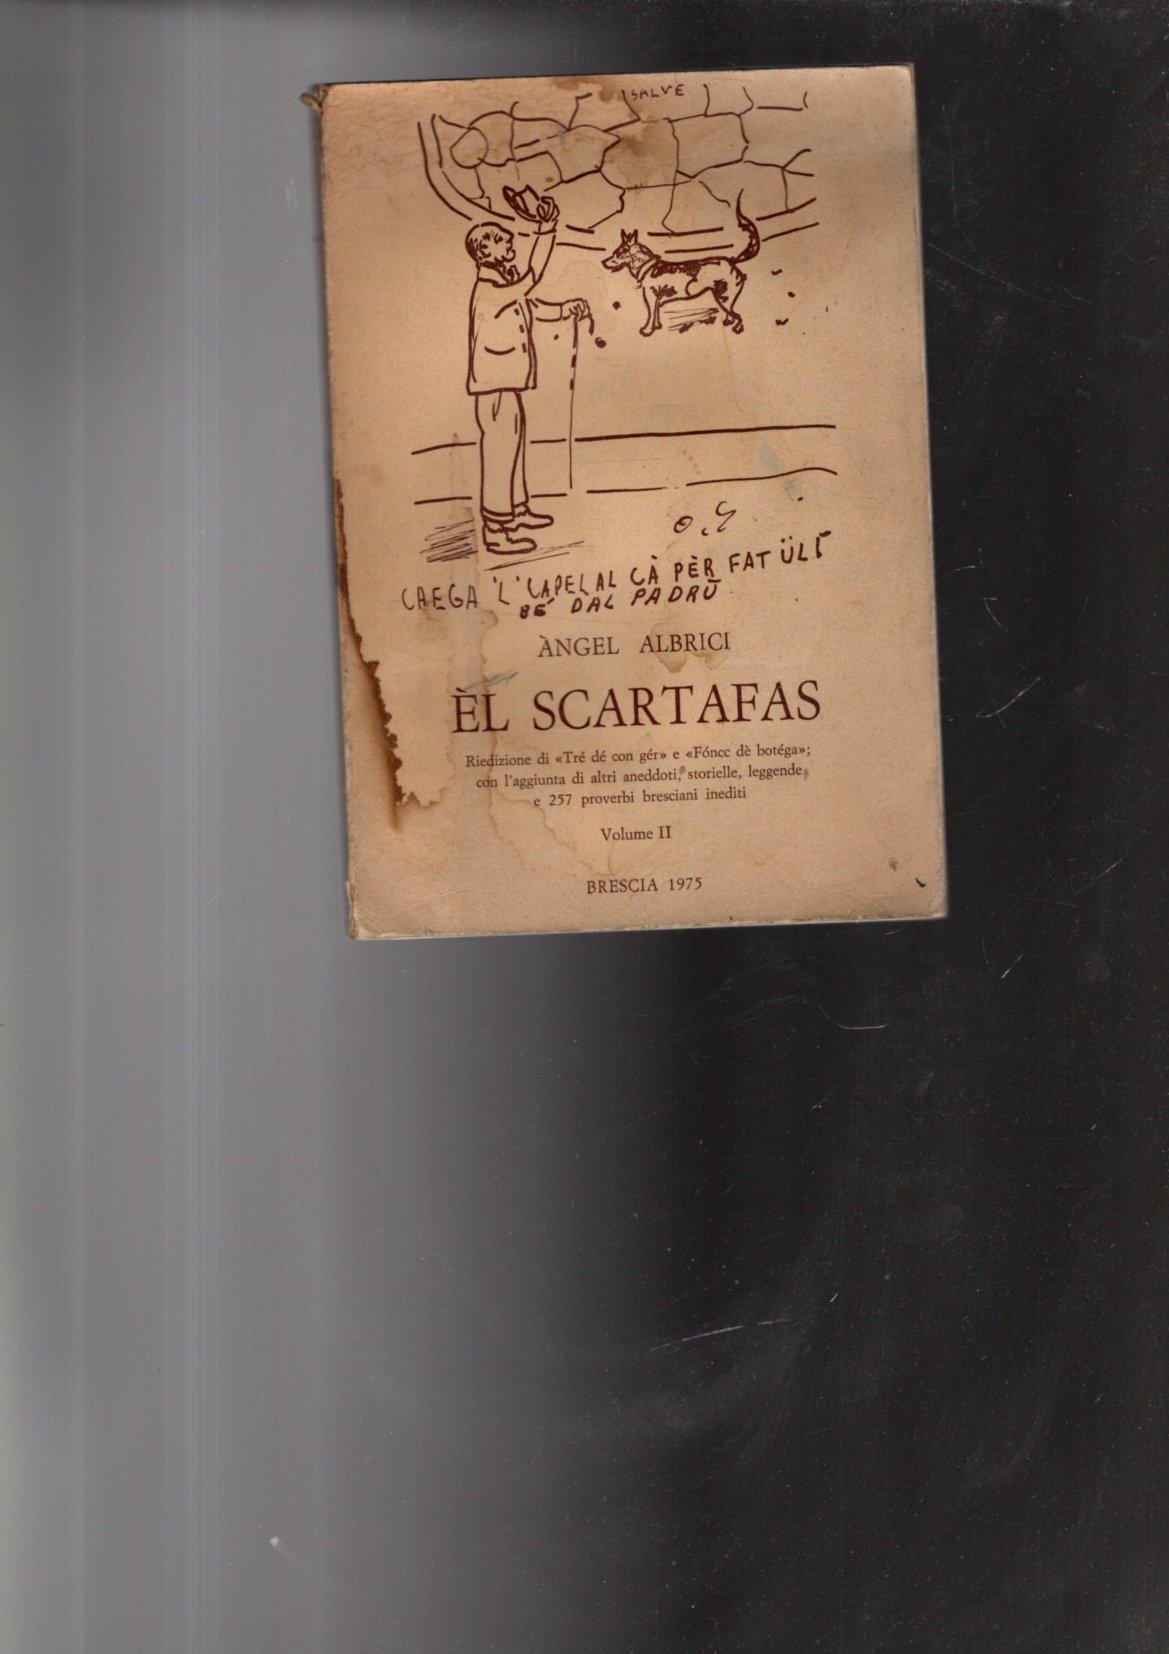 SALVE
CAEGA 'L' CAPEL AL CÀ PÈR FAT ÜLI
BÉ DAL PADRÙ
ÀNGEL ALBRICI
ÈL SCARTAFAS
Riedizione di «Tré dé con gér» e «Fóncc dè botéga»;
con l'aggiunta di altri aneddoti, storielle, leggende
e 257 proverbi bresciani inediti
Volume II
BRESCIA 1975